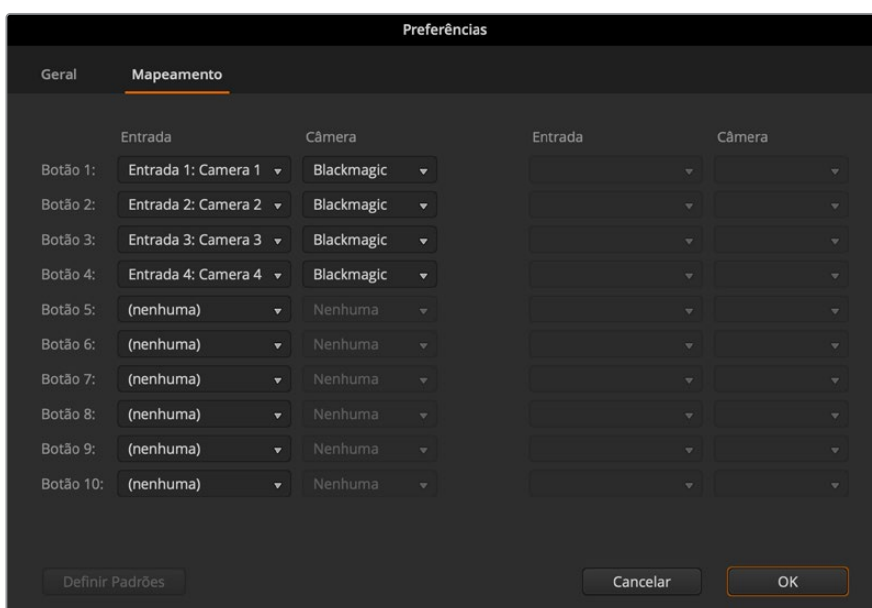 Preferências
Geral Mapeamento
Entrada Câmera Entrada Câmera
Botão 1: Entrada 1: Camera 1 Blackmagic
Botão 2: Entrada 2: Camera 2 Blackmagic
Botão 3: Entrada 3: Camera 3 Blackmagic
Botão 4: Entrada 4: Camera 4 Blackmagic
Botão 5: (nenhuma) Nenhuma
Botão 6: (nenhuma) Nenhuma
Botão 7: (nenhuma) Nenhuma
Botão 8: (nenhuma) Nenhuma
Botão 9: (nenhuma) Nenhuma
Botão 10: (nenhuma) Nenhuma
Definir Padrões Cancelar OK